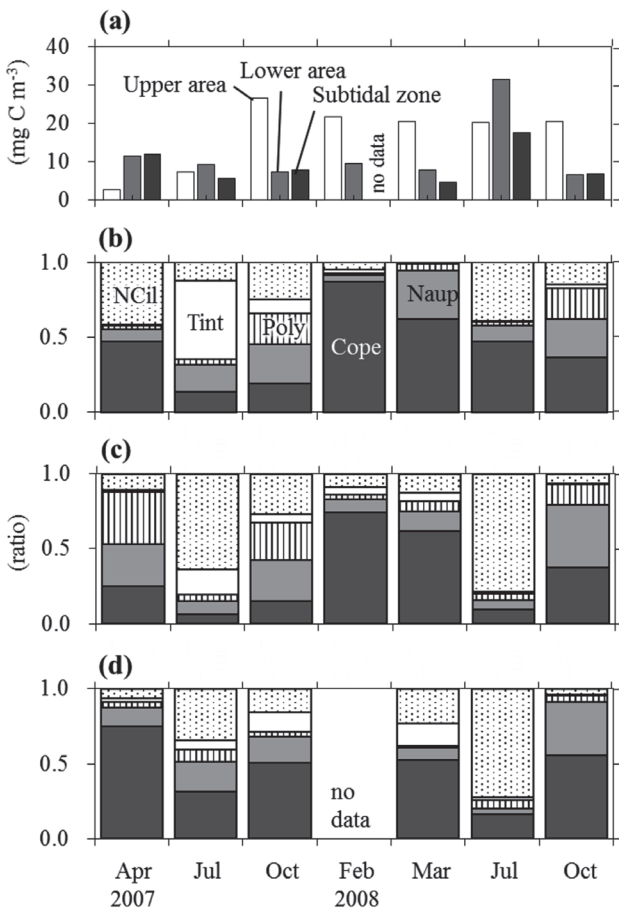 (a)
(mg C m-3)
40
30
20
10
0
Upper area
Lower area
Subtidal zone
no data
(b)
1.0
0.5
0.0
NCil
Tint
Poly
Cope
Naup
(c)
(ratio)
1.0
0.5
0.0
(d)
1.0
0.5
0.0
no
data
Apr Jul Oct Feb Mar Jul Oct
2007 2008